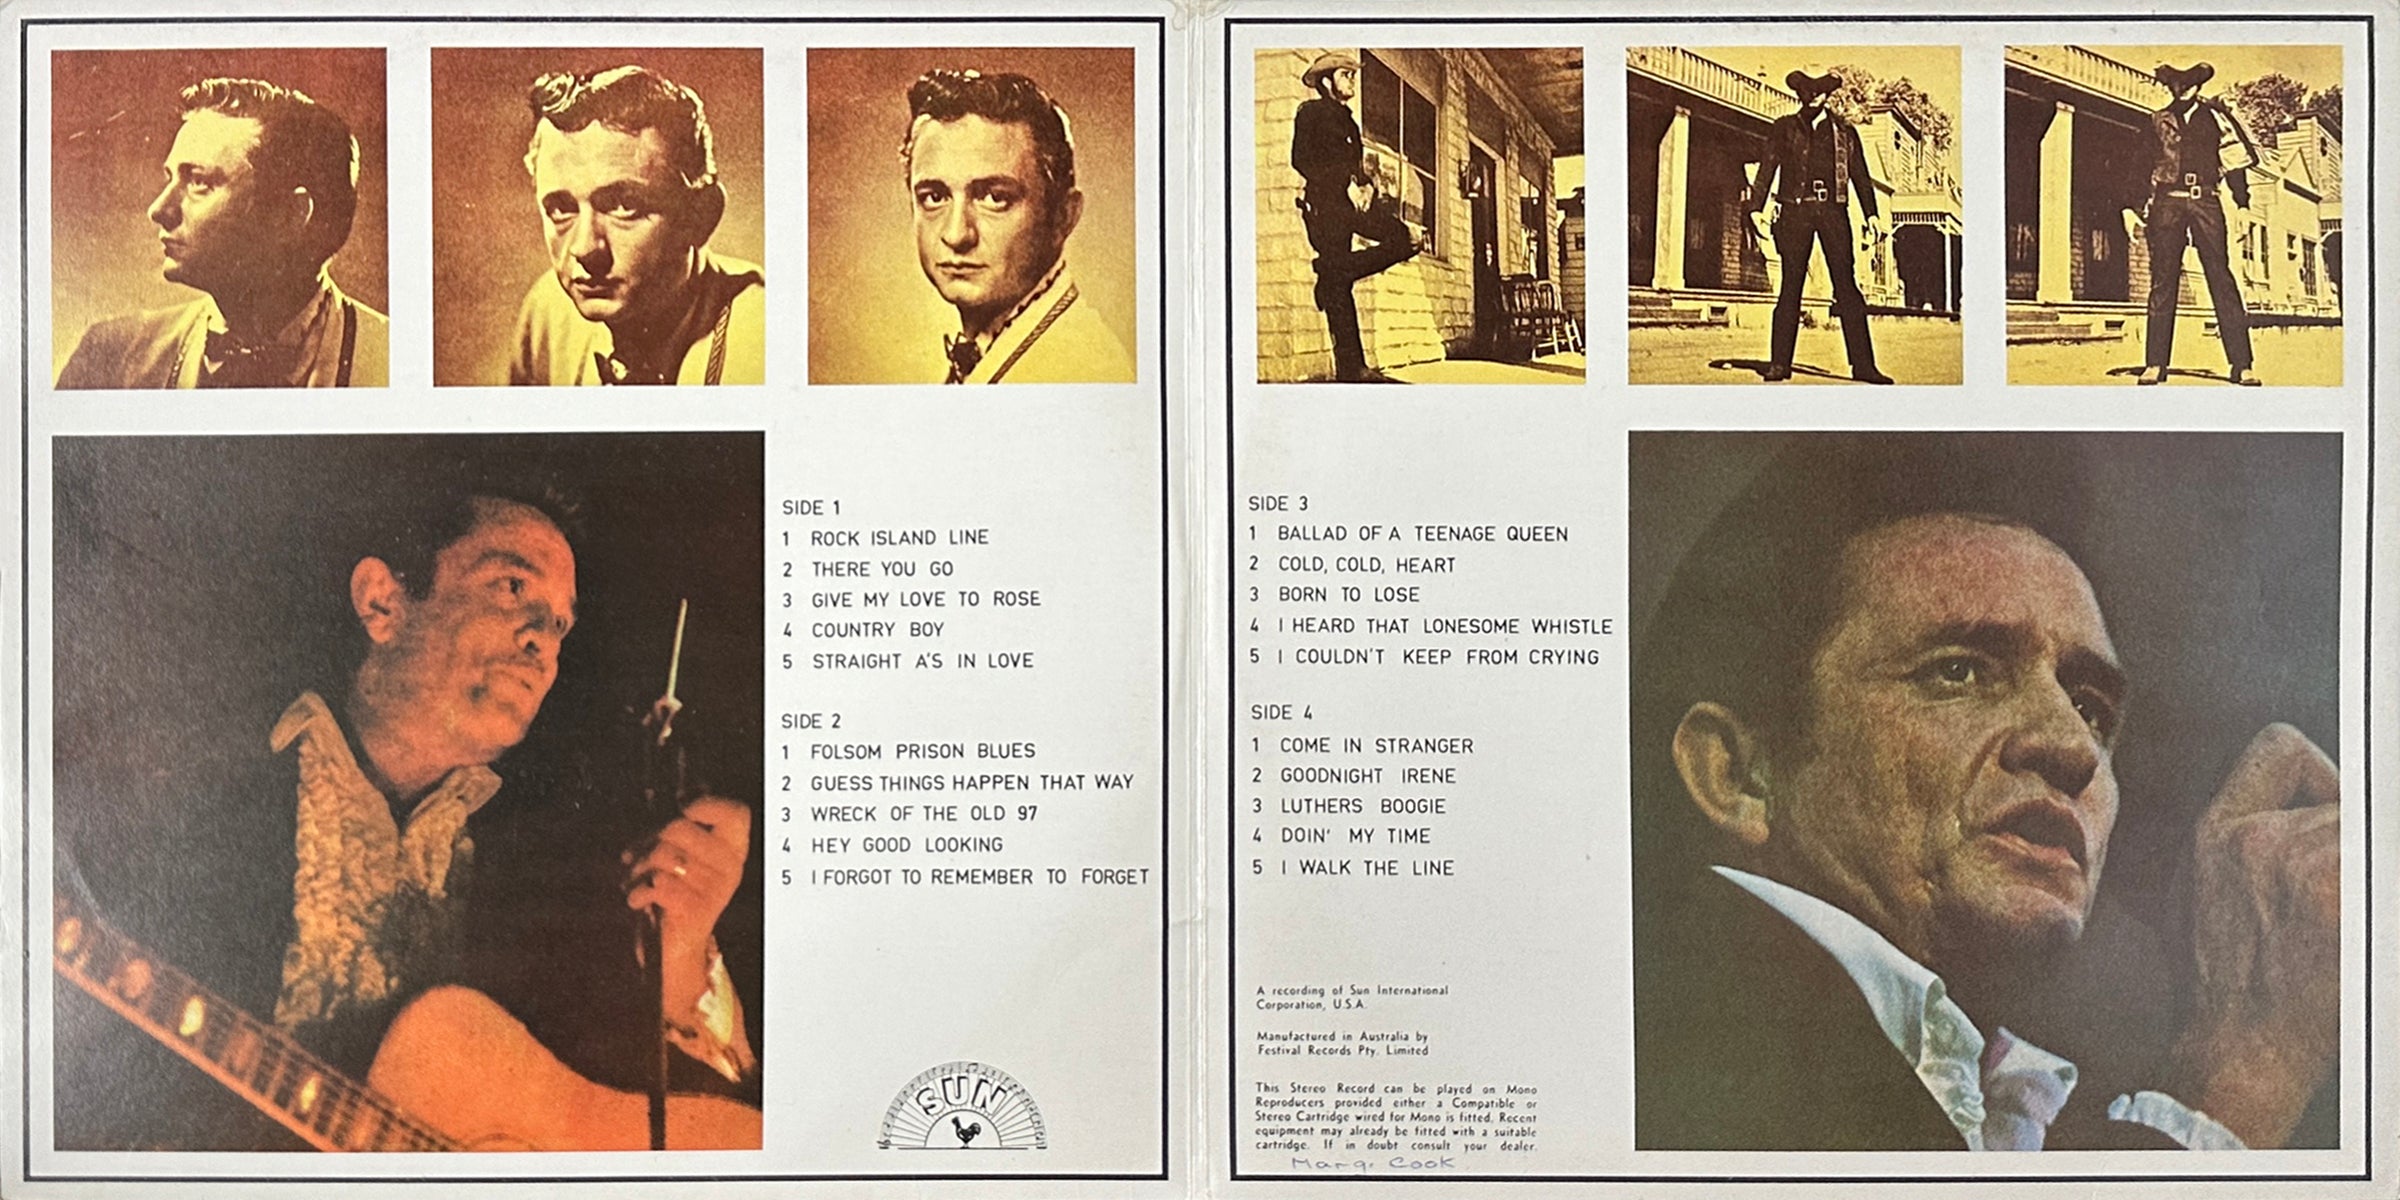 SIDE 1
1 ROCK ISLAND LINE
2 THERE YOU GO
3 GIVE MY LOVE TO ROSE
4 COUNTRY BOY
5 STRAIGHT A'S IN LOVE
SIDE 2
1 FOLSOM PRISON BLUES
2 GUESS THINGS HAPPEN THAT WAY
3 WRECK OF THE OLD 97
4 HEY GOOD LOOKING
5 I FORGOT TO REMEMBER TO FORGET
SUN
SIDE 3
1 BALLAD OF A TEENAGE QUEEN
2 COLD, COLD, HEART
3 BORN TO LOSE
4 I HEARD THAT LONESOME WHISTLE
5 I COULDN'T KEEP FROM CRYING
SIDE 4
1 COME IN STRANGER
2 GOODNIGHT IRENE
3 LUTHERS BOOGIE
4 DOIN' MY TIME
5 I WALK THE LINE
A recording of Sun International
Corporation, U.S.A.
Manufactured in Australia by
Festival Records Pty. Limited
This Stereo Record can be played on Mono
Reproducers provided either a Compatible or
Stereo Cartridge wired for Mono is fitted. Recent
equipment may already be fitted with a suitable
cartridge. If in doubt consult your dealer.
Marg. Cook